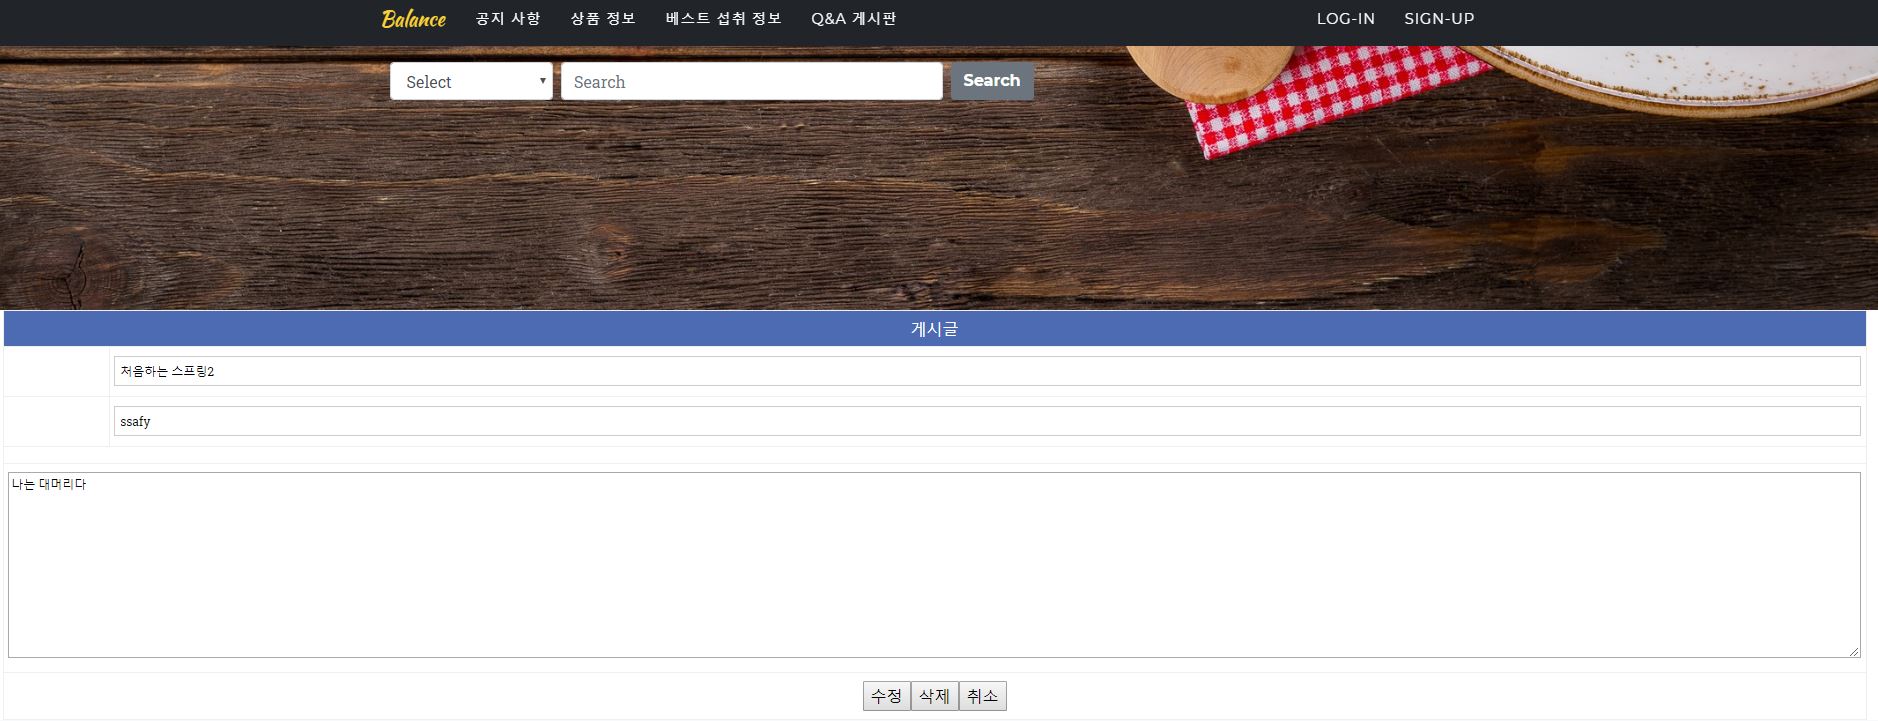 Balance 공지 사항 상품 정보 베스트 섭취 정보 Q&A 게시판 LOG-IN SIGN-UP
Select Search Search
게시글
처음하는 스프링2
ssafy
나는 대머리다
수정 삭제 취소